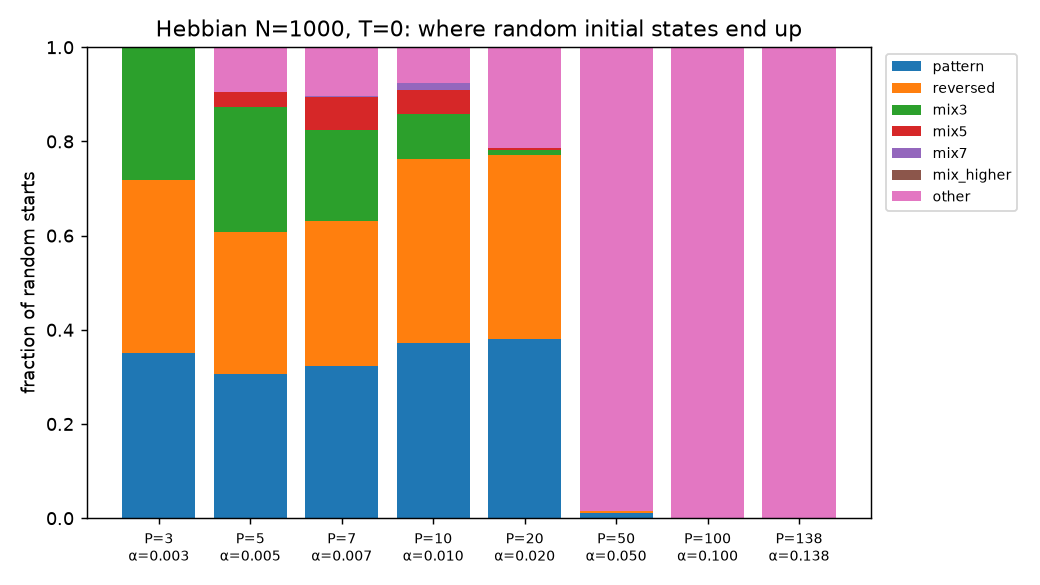 Hebbian N=1000, T=0: where random initial states end up
fraction of random starts
1.0
0.8
0.6
0.4
0.2
0.0
P=3
α=0.003
P=5
α=0.005
P=7
α=0.007
P=10
α=0.010
P=20
α=0.020
P=50
α=0.050
P=100
α=0.100
P=138
α=0.138
pattern
reversed
mix3
mix5
mix7
mix_higher
other